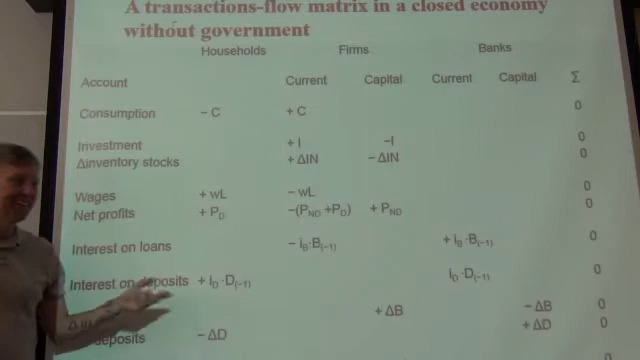 A transactions-flow matrix in a closed economy
without government
Households Firms Banks
Account Current Capital Current Capital Σ
Consumption – C + C 0
Investment + I –I 0
Δinventory stocks + ΔIN – ΔIN 0
Wages + wL – wL 0
Net profits + P_D –(P_ND +P_D) + P_ND 0
Interest on loans – i_B·B_(–1) + i_B·B_(–1) 0
Interest on deposits + i_D·D_(–1) i_D·D_(–1) 0
+ ΔB – ΔB 0
deposits – ΔD + ΔD 0
0